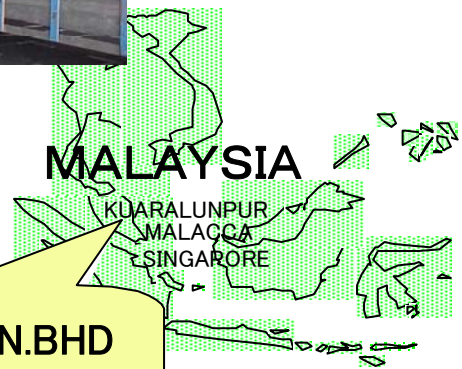 MALAYSIA
KUARALUNPUR
MALACCA
SINGAPORE
N.BHD